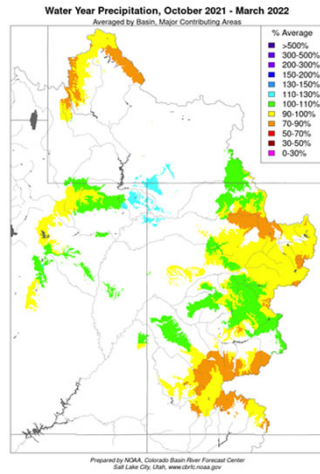 Water Year Precipitation, October 2021 - March 2022
Averaged by Basin, Major Contributing Areas
% Average
>500%
300-500%
200-300%
150-200%
130-150%
110-130%
100-110%
90-100%
70-90%
50-70%
30-50%
0-30%
Prepared by NOAA, Colorado Basin River Forecast Center
Salt Lake City, Utah, www.cbrfc.noaa.gov